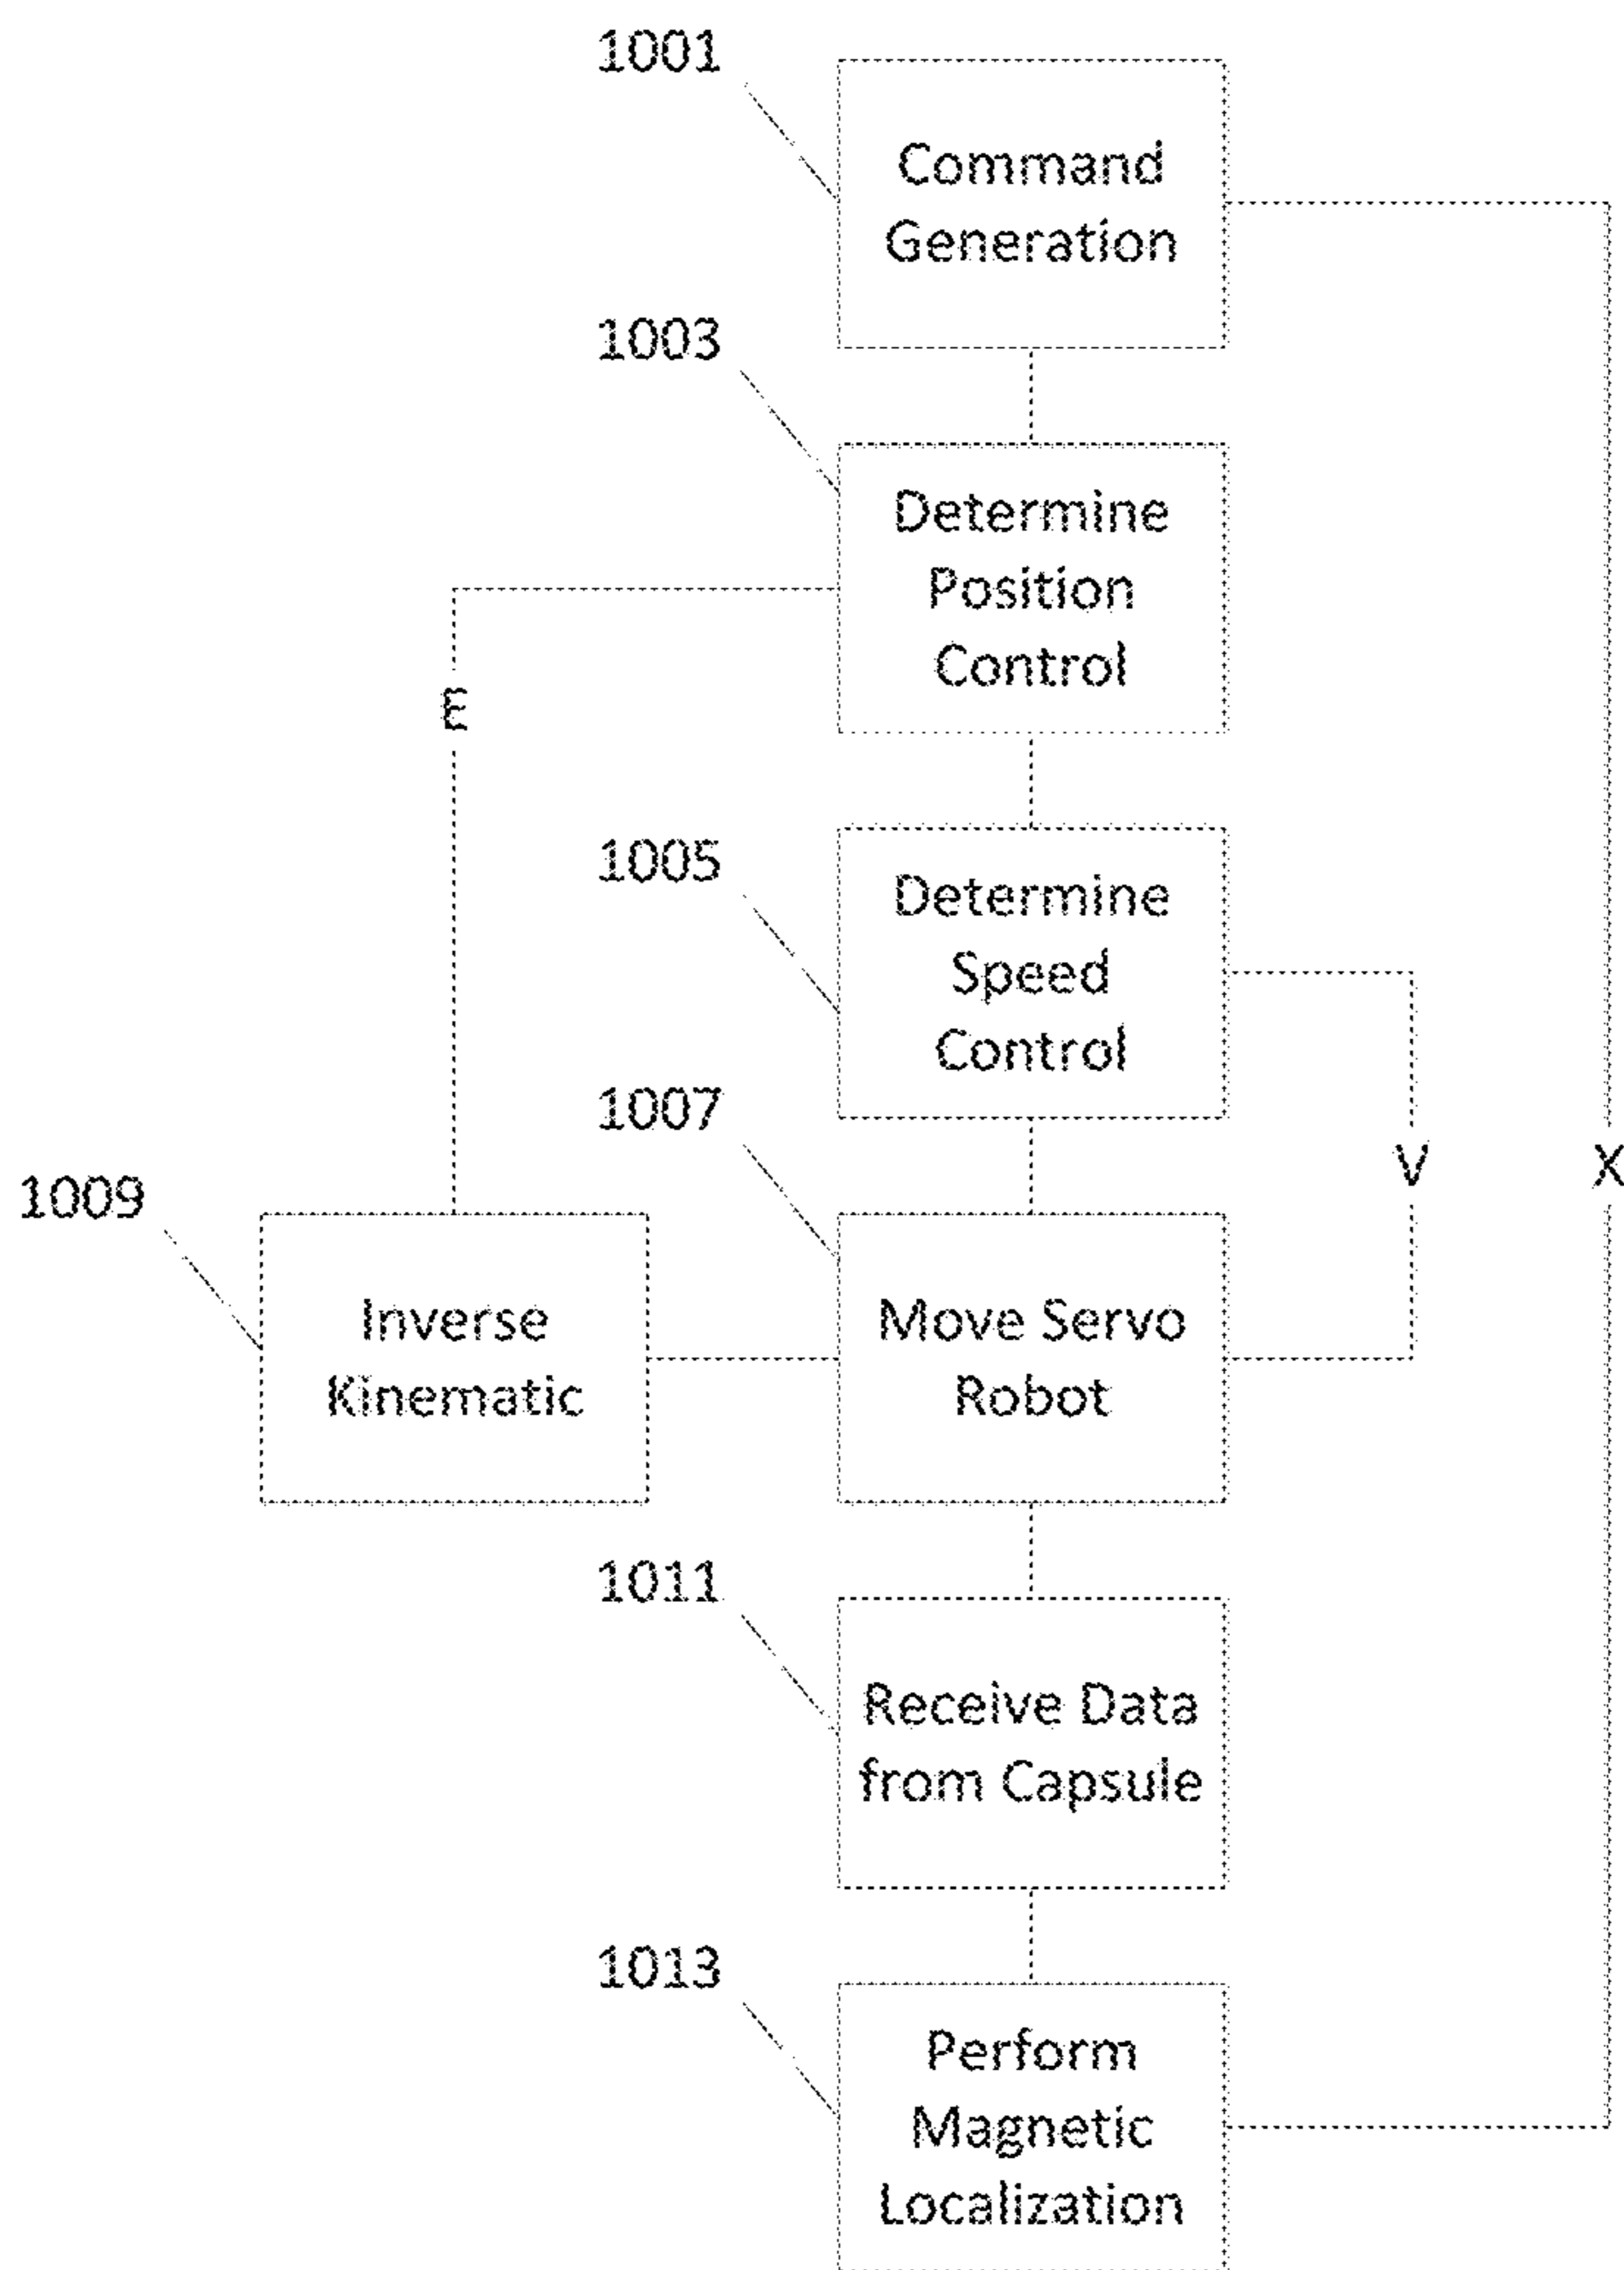 1001
Command
Generation
1003
Determine
Position
Control
E
1005
Determine
Speed
Control
1007
V
X
1009
Inverse
Kinematic
Move Servo
Robot
1011
Receive Data
from Capsule
1013
Perform
Magnetic
Localization